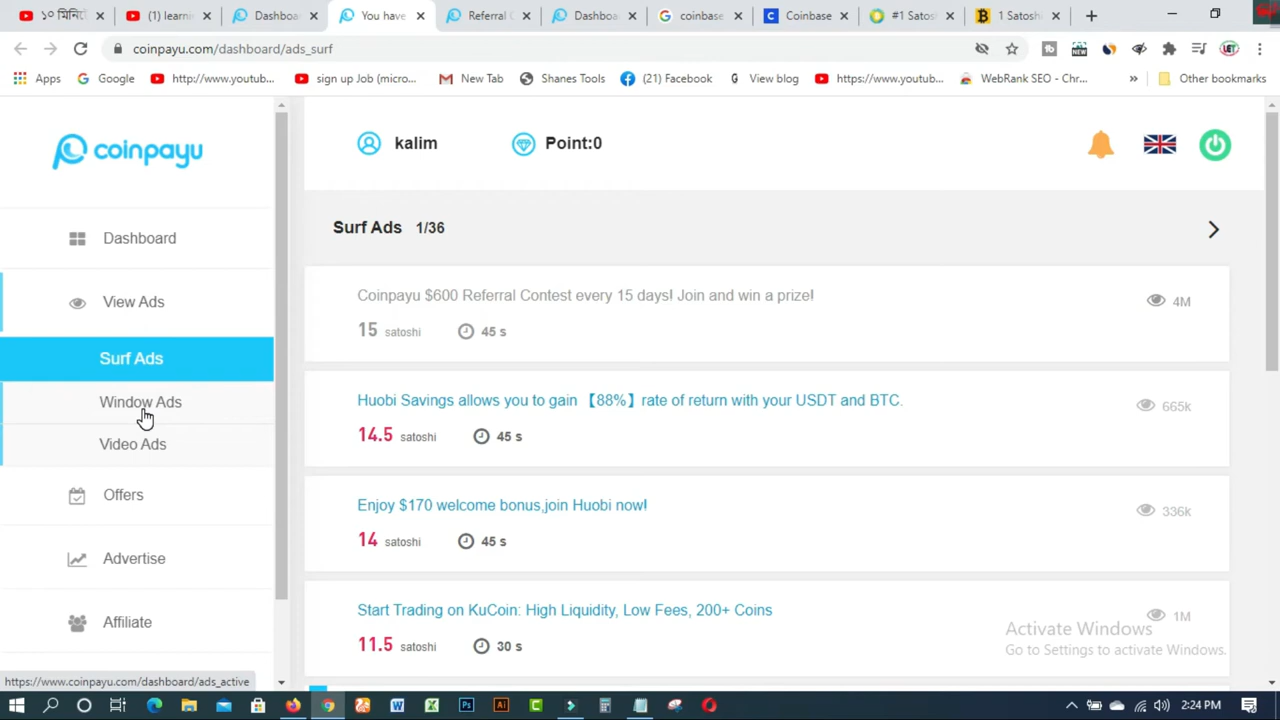 ১০ মিনিটে
(1) learni
Dashboa
You have
Referral C
Dashboa
coinbase
Coinbase
#1 Satos
1 Satoshi
coinpayu.com/dashboard/ads_surf
Apps
Google
http://www.youtub...
sign up Job (micro...
New Tab
Shanes Tools
(21) Facebook
View blog
https://www.youtub...
WebRank SEO - Chr...
»
Other bookmarks
coinpayu
kalim
Point:0
Dashboard
View Ads
Surf Ads
Window Ads
Video Ads
Offers
Advertise
Affiliate
Surf Ads 1/36
Coinpayu $600 Referral Contest every 15 days! Join and win a prize!
4M
15 satoshi 45 s
Huobi Savings allows you to gain 【88%】rate of return with your USDT and BTC.
665k
14.5 satoshi 45 s
Enjoy $170 welcome bonus,join Huobi now!
336k
14 satoshi 45 s
Start Trading on KuCoin: High Liquidity, Low Fees, 200+ Coins
1M
11.5 satoshi 30 s
Activate Windows
Go to Settings to activate Windows.
https://www.coinpayu.com/dashboard/ads_active
2:24 PM